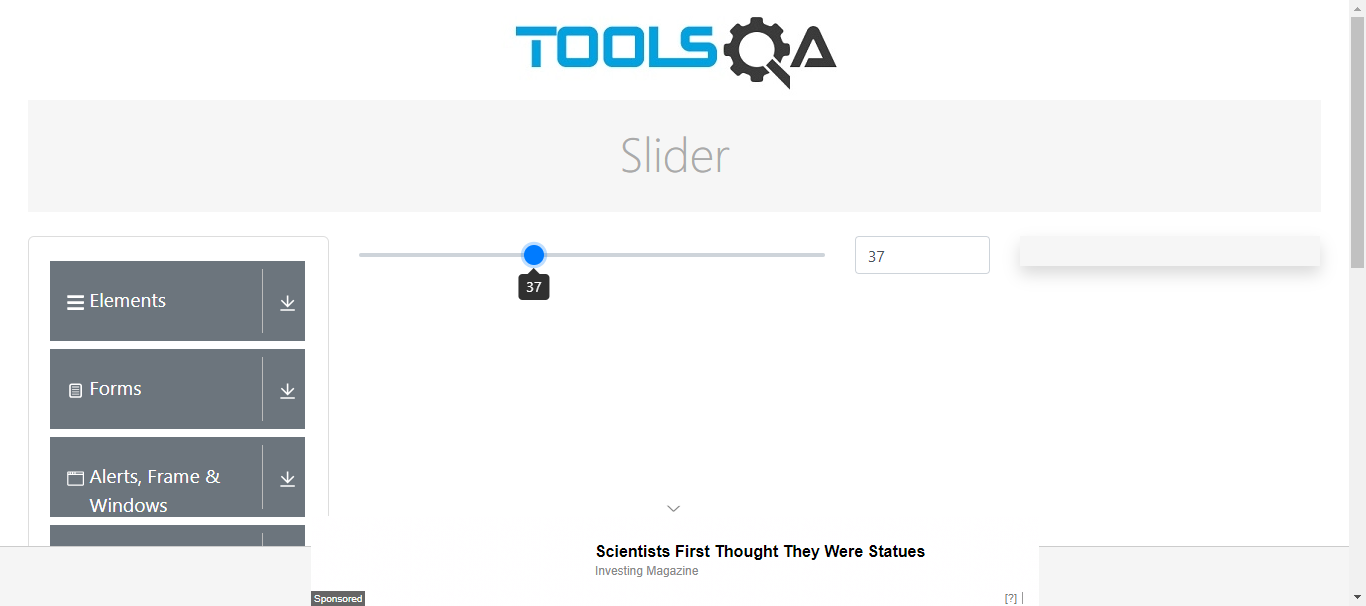 TOOLSQA
Slider
Elements
37
37
Forms
Alerts, Frame &
Windows
Scientists First Thought They Were Statues
Investing Magazine
Sponsored
[?]